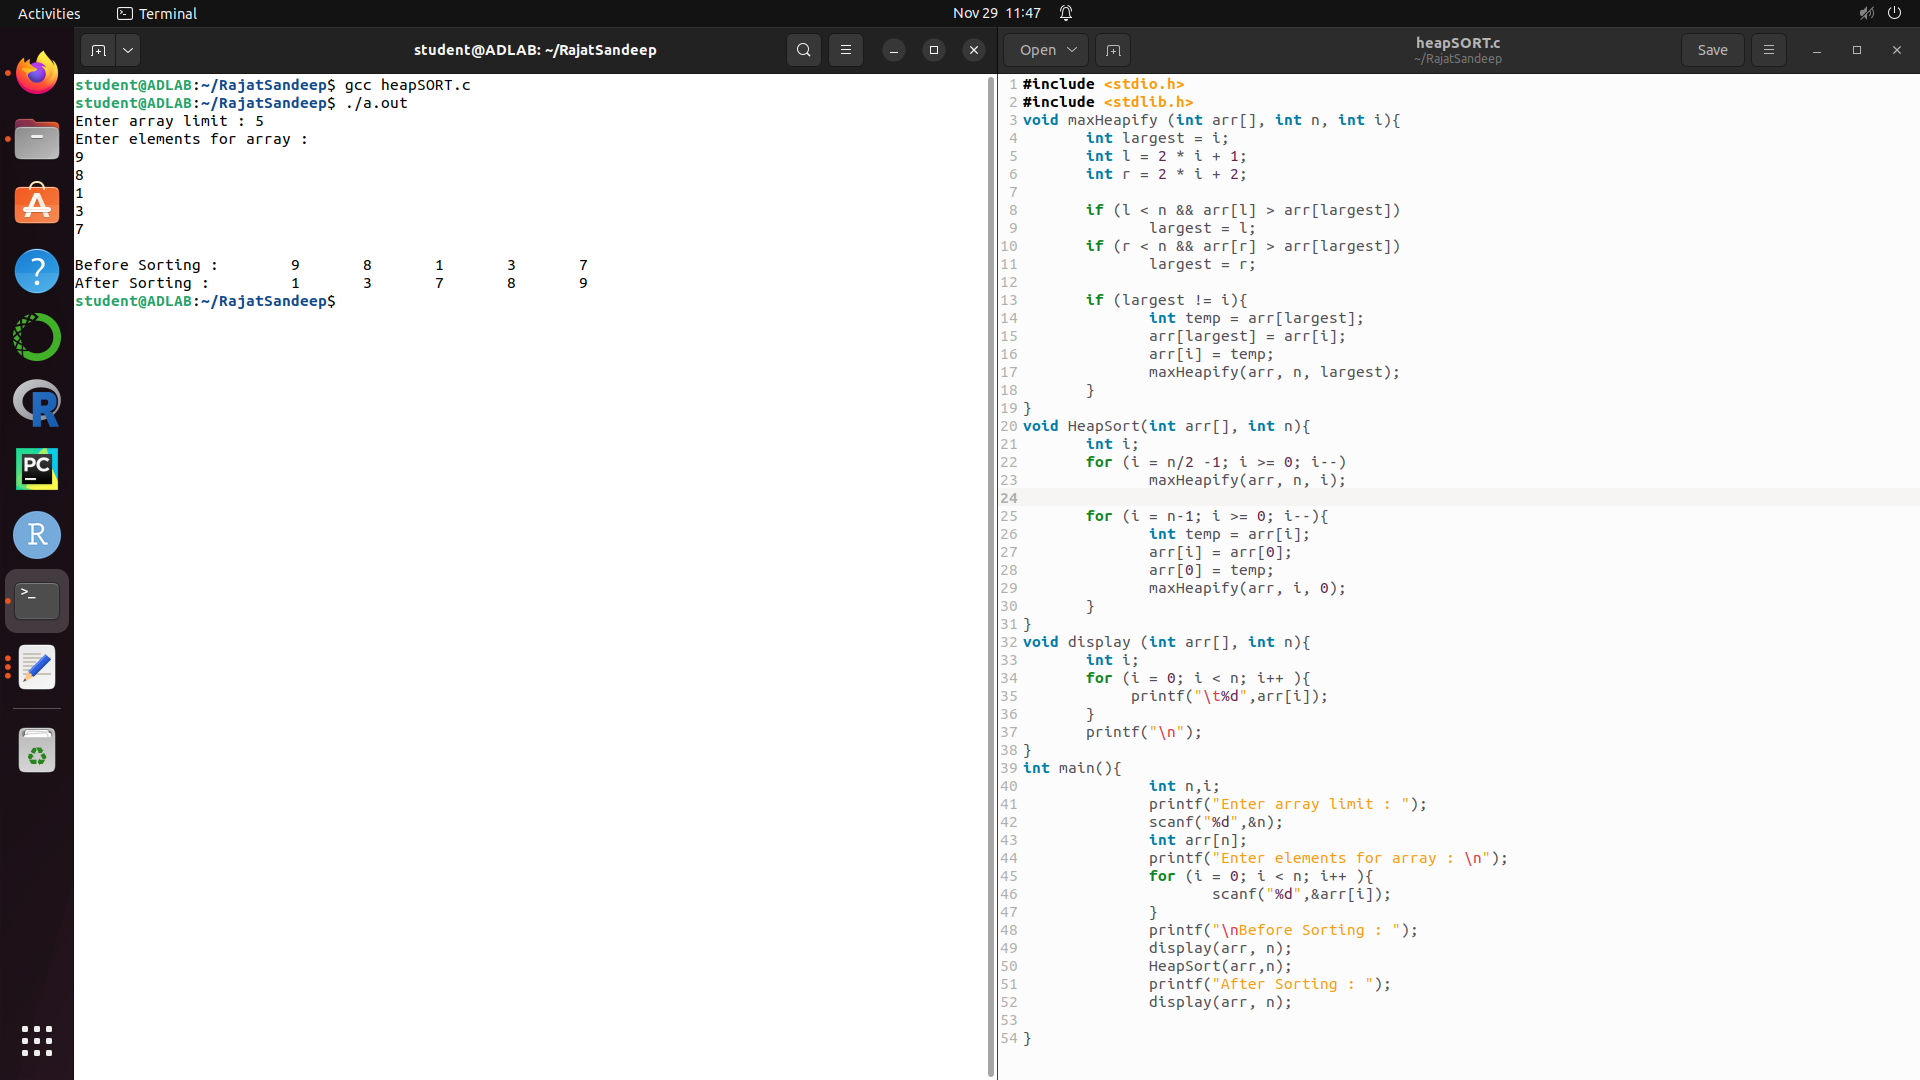 Activities
Terminal
Nov 29 11:47
student@ADLAB: ~/RajatSandeep
student@ADLAB:~/RajatSandeep$ gcc heapSORT.c
student@ADLAB:~/RajatSandeep$ ./a.out
Enter array limit : 5
Enter elements for array :
9
8
1
3
7
Before Sorting : 9 8 1 3 7
After Sorting : 1 3 7 8 9
student@ADLAB:~/RajatSandeep$
Open
heapSORT.c
~/RajatSandeep
Save
1 #include <stdio.h>
2 #include <stdlib.h>
3 void maxHeapify (int arr[], int n, int i){
4 int largest = i;
5 int l = 2 * i + 1;
6 int r = 2 * i + 2;
7
8 if (l < n && arr[l] > arr[largest])
9 largest = l;
10 if (r < n && arr[r] > arr[largest])
11 largest = r;
12
13 if (largest != i){
14 int temp = arr[largest];
15 arr[largest] = arr[i];
16 arr[i] = temp;
17 maxHeapify(arr, n, largest);
18 }
19 }
20 void HeapSort(int arr[], int n){
21 int i;
22 for (i = n/2 -1; i >= 0; i--)
23 maxHeapify(arr, n, i);
24
25 for (i = n-1; i >= 0; i--){
26 int temp = arr[i];
27 arr[i] = arr[0];
28 arr[0] = temp;
29 maxHeapify(arr, i, 0);
30 }
31 }
32 void display (int arr[], int n){
33 int i;
34 for (i = 0; i < n; i++ ){
35 printf("\t%d",arr[i]);
36 }
37 printf("\n");
38 }
39 int main(){
40 int n,i;
41 printf("Enter array limit : ");
42 scanf("%d",&n);
43 int arr[n];
44 printf("Enter elements for array : \n");
45 for (i = 0; i < n; i++ ){
46 scanf("%d",&arr[i]);
47 }
48 printf("\nBefore Sorting : ");
49 display(arr, n);
50 HeapSort(arr,n);
51 printf("After Sorting : ");
52 display(arr, n);
53
54 }
?
R
PC
R
>_